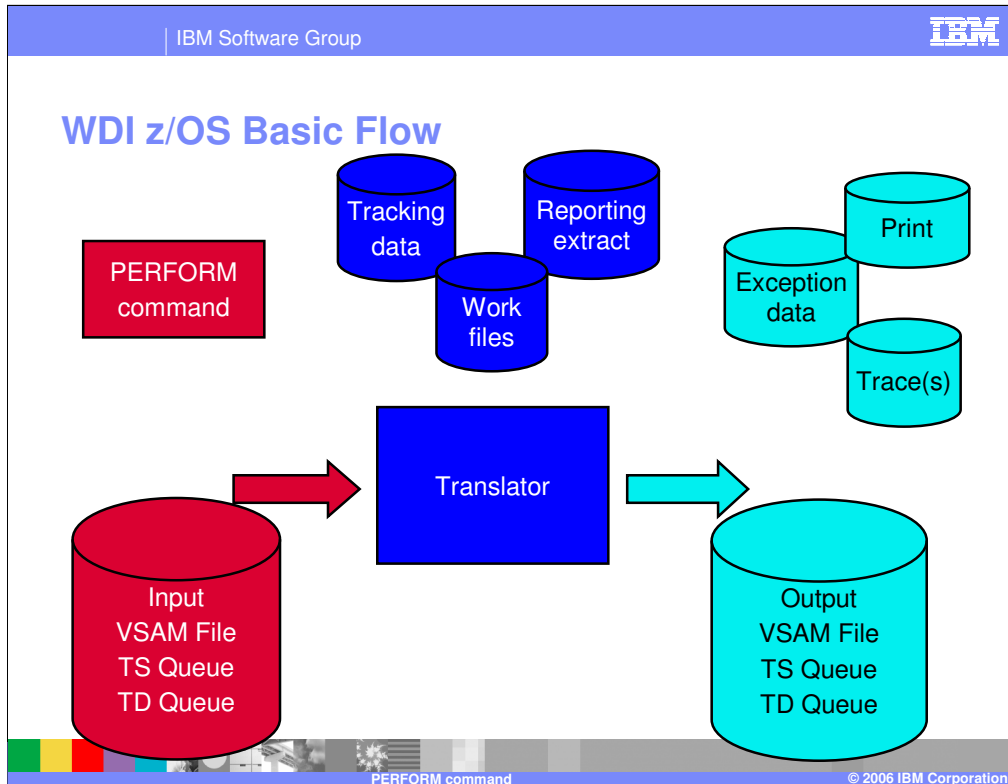 IBM Software Group
IBM
WDI z/OS Basic Flow
PERFORM
command
Tracking
data
Reporting
extract
Work
files
Print
Exception
data
Trace(s)
Translator
Input
VSAM File
TS Queue
TD Queue
Output
VSAM File
TS Queue
TD Queue
PERFORM command
© 2006 IBM Corporation